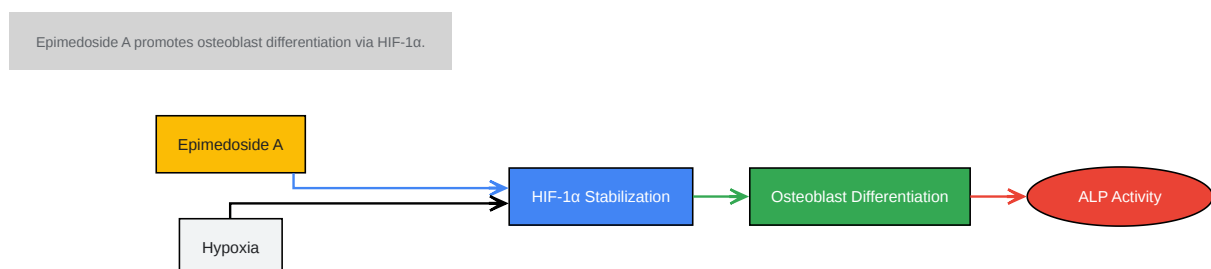 Epimedoside A promotes osteoblast differentiation via HIF-1α.
Epimedoside A
HIF-1α Stabilization
Osteoblast Differentiation
ALP Activity
Hypoxia